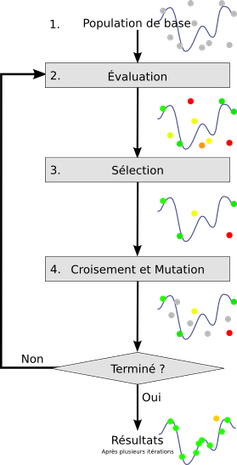 1. Population de base
2. Évaluation
3. Sélection
4. Croisement et Mutation
Terminé ?
Non
Oui
Résultats
Après plusieurs itérations